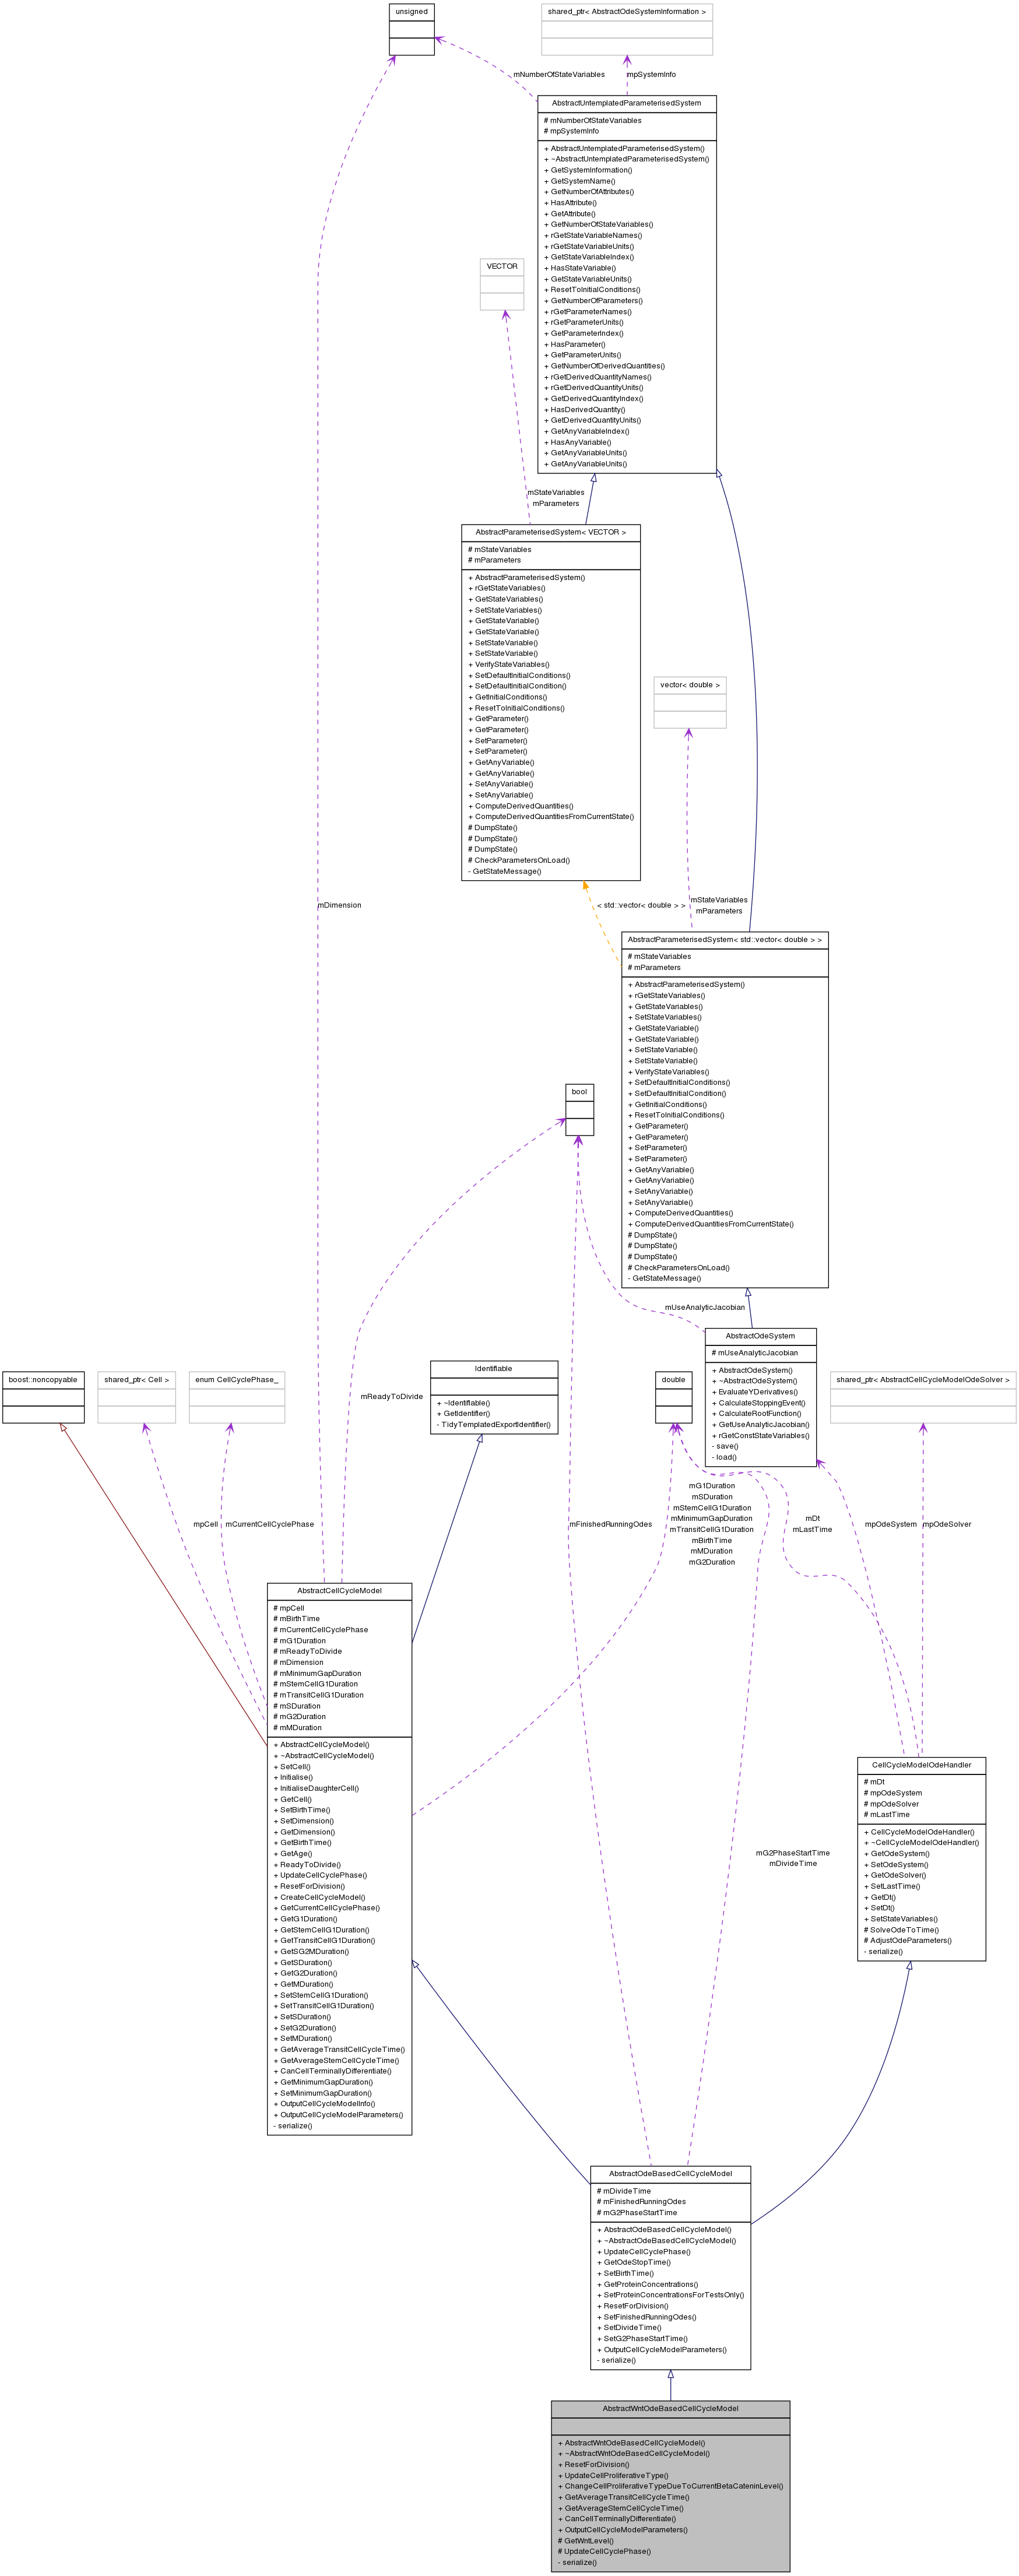 unsigned
shared_ptr< AbstractOdeSystemInformation >
mNumberOfStateVariables
mpSystemInfo
AbstractUntemplatedParameterisedSystem
# mNumberOfStateVariables
# mpSystemInfo
+ AbstractUntemplatedParameterisedSystem()
+ ~AbstractUntemplatedParameterisedSystem()
+ GetSystemInformation()
+ GetSystemName()
+ GetNumberOfAttributes()
+ HasAttribute()
+ GetAttribute()
+ GetNumberOfStateVariables()
+ rGetStateVariableNames()
+ rGetStateVariableUnits()
+ GetStateVariableIndex()
+ HasStateVariable()
+ GetStateVariableUnits()
+ ResetToInitialConditions()
+ GetNumberOfParameters()
+ rGetParameterNames()
+ rGetParameterUnits()
+ GetParameterIndex()
+ HasParameter()
+ GetParameterUnits()
+ GetNumberOfDerivedQuantities()
+ rGetDerivedQuantityNames()
+ rGetDerivedQuantityUnits()
+ GetDerivedQuantityIndex()
+ HasDerivedQuantity()
+ GetDerivedQuantityUnits()
+ GetAnyVariableIndex()
+ HasAnyVariable()
+ GetAnyVariableUnits()
+ GetAnyVariableUnits()
VECTOR
mStateVariables
mParameters
AbstractParameterisedSystem< VECTOR >
# mStateVariables
# mParameters
+ AbstractParameterisedSystem()
+ rGetStateVariables()
+ GetStateVariables()
+ SetStateVariables()
+ GetStateVariable()
+ GetStateVariable()
+ SetStateVariable()
+ SetStateVariable()
+ VerifyStateVariables()
+ SetDefaultInitialConditions()
+ SetDefaultInitialCondition()
+ GetInitialConditions()
+ ResetToInitialConditions()
+ GetParameter()
+ GetParameter()
+ SetParameter()
+ SetParameter()
+ GetAnyVariable()
+ GetAnyVariable()
+ SetAnyVariable()
+ SetAnyVariable()
+ ComputeDerivedQuantities()
+ ComputeDerivedQuantitiesFromCurrentState()
# DumpState()
# DumpState()
# DumpState()
# CheckParametersOnLoad()
- GetStateMessage()
vector< double >
mDimension
< std::vector< double > >
mStateVariables
mParameters
AbstractParameterisedSystem< std::vector< double > >
# mStateVariables
# mParameters
+ AbstractParameterisedSystem()
+ rGetStateVariables()
+ GetStateVariables()
+ SetStateVariables()
+ GetStateVariable()
+ GetStateVariable()
+ SetStateVariable()
+ SetStateVariable()
+ VerifyStateVariables()
+ SetDefaultInitialConditions()
+ SetDefaultInitialCondition()
+ GetInitialConditions()
+ ResetToInitialConditions()
+ GetParameter()
+ GetParameter()
+ SetParameter()
+ SetParameter()
+ GetAnyVariable()
+ GetAnyVariable()
+ SetAnyVariable()
+ SetAnyVariable()
+ ComputeDerivedQuantities()
+ ComputeDerivedQuantitiesFromCurrentState()
# DumpState()
# DumpState()
# DumpState()
# CheckParametersOnLoad()
- GetStateMessage()
bool
mUseAnalyticJacobian
AbstractOdeSystem
# mUseAnalyticJacobian
+ AbstractOdeSystem()
+ ~AbstractOdeSystem()
+ EvaluateYDerivatives()
+ CalculateStoppingEvent()
+ CalculateRootFunction()
+ GetUseAnalyticJacobian()
+ rGetConstStateVariables()
- save()
- load()
boost::noncopyable
shared_ptr< Cell >
enum CellCyclePhase_
mReadyToDivide
Identifiable
+ ~Identifiable()
+ GetIdentifier()
- TidyTemplatedExportIdentifier()
double
shared_ptr< AbstractCellCycleModelOdeSolver >
mpCell
mCurrentCellCyclePhase
mFinishedRunningOdes
mG1Duration
mSDuration
mStemCellG1Duration
mMinimumGapDuration
mTransitCellG1Duration
mBirthTime
mMDuration
mG2Duration
mDt
mLastTime
mpOdeSystem
mpOdeSolver
AbstractCellCycleModel
# mpCell
# mBirthTime
# mCurrentCellCyclePhase
# mG1Duration
# mReadyToDivide
# mDimension
# mMinimumGapDuration
# mStemCellG1Duration
# mTransitCellG1Duration
# mSDuration
# mG2Duration
# mMDuration
+ AbstractCellCycleModel()
+ ~AbstractCellCycleModel()
+ SetCell()
+ Initialise()
+ InitialiseDaughterCell()
+ GetCell()
+ SetBirthTime()
+ SetDimension()
+ GetDimension()
+ GetBirthTime()
+ GetAge()
+ ReadyToDivide()
+ UpdateCellCyclePhase()
+ ResetForDivision()
+ CreateCellCycleModel()
+ GetCurrentCellCyclePhase()
+ GetG1Duration()
+ GetStemCellG1Duration()
+ GetTransitCellG1Duration()
+ GetSG2MDuration()
+ GetSDuration()
+ GetG2Duration()
+ GetMDuration()
+ SetStemCellG1Duration()
+ SetTransitCellG1Duration()
+ SetSDuration()
+ SetG2Duration()
+ SetMDuration()
+ GetAverageTransitCellCycleTime()
+ GetAverageStemCellCycleTime()
+ CanCellTerminallyDifferentiate()
+ GetMinimumGapDuration()
+ SetMinimumGapDuration()
+ OutputCellCycleModelInfo()
+ OutputCellCycleModelParameters()
- serialize()
CellCycleModelOdeHandler
# mDt
# mpOdeSystem
# mpOdeSolver
# mLastTime
+ CellCycleModelOdeHandler()
+ ~CellCycleModelOdeHandler()
+ GetOdeSystem()
+ SetOdeSystem()
+ GetOdeSolver()
+ SetLastTime()
+ GetDt()
+ SetDt()
+ SetStateVariables()
# SolveOdeToTime()
# AdjustOdeParameters()
- serialize()
mG2PhaseStartTime
mDivideTime
AbstractOdeBasedCellCycleModel
# mDivideTime
# mFinishedRunningOdes
# mG2PhaseStartTime
+ AbstractOdeBasedCellCycleModel()
+ ~AbstractOdeBasedCellCycleModel()
+ UpdateCellCyclePhase()
+ GetOdeStopTime()
+ SetBirthTime()
+ GetProteinConcentrations()
+ SetProteinConcentrationsForTestsOnly()
+ ResetForDivision()
+ SetFinishedRunningOdes()
+ SetDivideTime()
+ SetG2PhaseStartTime()
+ OutputCellCycleModelParameters()
- serialize()
AbstractWntOdeBasedCellCycleModel
+ AbstractWntOdeBasedCellCycleModel()
+ ~AbstractWntOdeBasedCellCycleModel()
+ ResetForDivision()
+ UpdateCellProliferativeType()
+ ChangeCellProliferativeTypeDueToCurrentBetaCateninLevel()
+ GetAverageTransitCellCycleTime()
+ GetAverageStemCellCycleTime()
+ CanCellTerminallyDifferentiate()
+ OutputCellCycleModelParameters()
# GetWntLevel()
# UpdateCellCyclePhase()
- serialize()